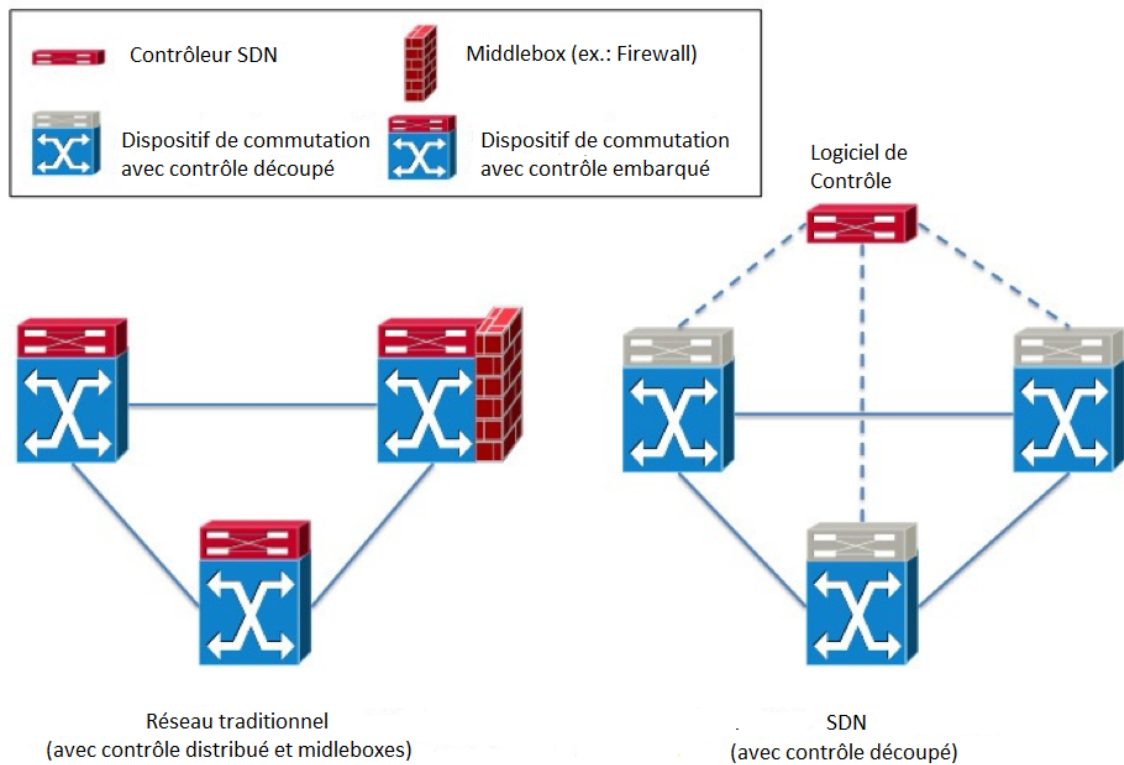 Contrôleur SDN
Middlebox (ex.: Firewall)
Dispositif de commutation
avec contrôle découpé
Dispositif de commutation
avec contrôle embarqué
Logiciel de
Contrôle
Réseau traditionnel
(avec contrôle distribué et midleboxes)
SDN
(avec contrôle découpé)